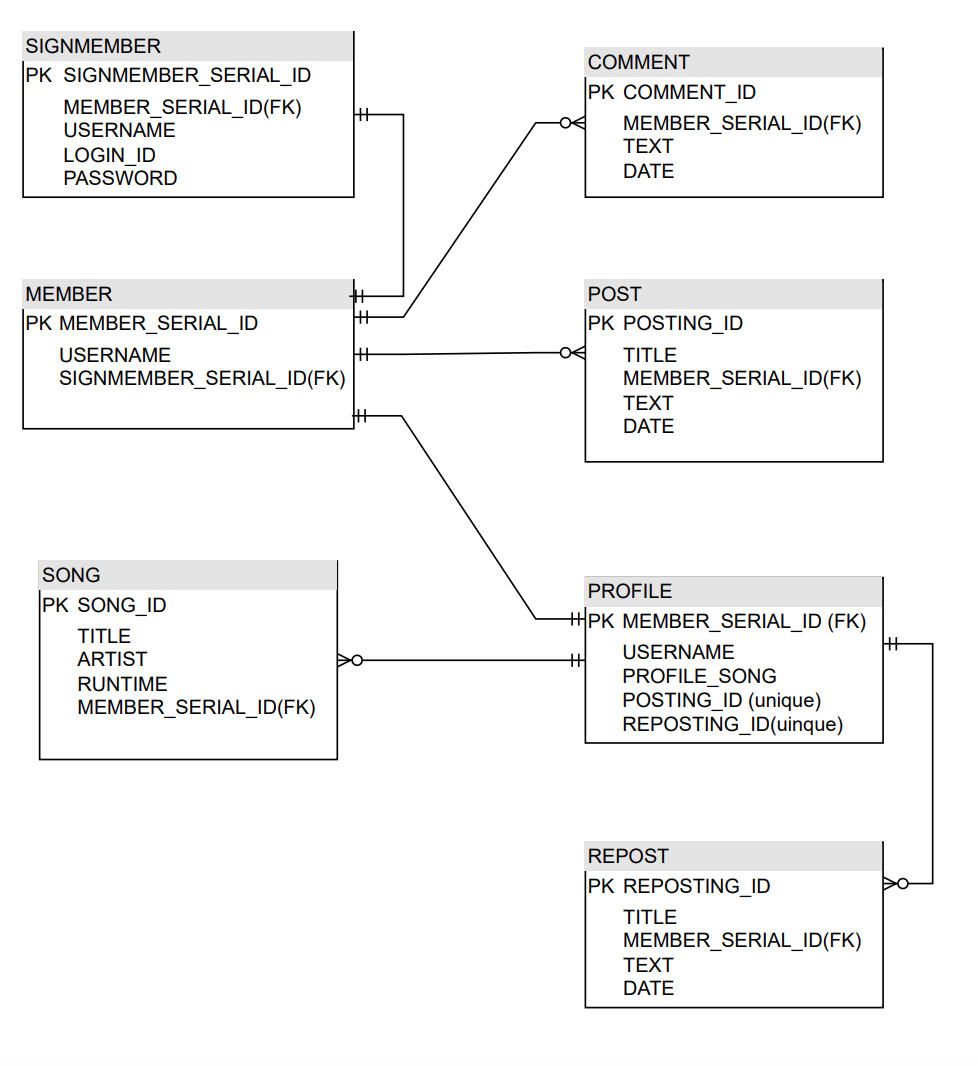 SIGNMEMBER
PK SIGNMEMBER_SERIAL_ID
MEMBER_SERIAL_ID(FK)
USERNAME
LOGIN_ID
PASSWORD
COMMENT
PK COMMENT_ID
MEMBER_SERIAL_ID(FK)
TEXT
DATE
MEMBER
PK MEMBER_SERIAL_ID
USERNAME
SIGNMEMBER_SERIAL_ID(FK)
POST
PK POSTING_ID
TITLE
MEMBER_SERIAL_ID(FK)
TEXT
DATE
SONG
PK SONG_ID
TITLE
ARTIST
RUNTIME
MEMBER_SERIAL_ID(FK)
PROFILE
PK MEMBER_SERIAL_ID (FK)
USERNAME
PROFILE_SONG
POSTING_ID (unique)
REPOSTING_ID(uinque)
REPOST
PK REPOSTING_ID
TITLE
MEMBER_SERIAL_ID(FK)
TEXT
DATE